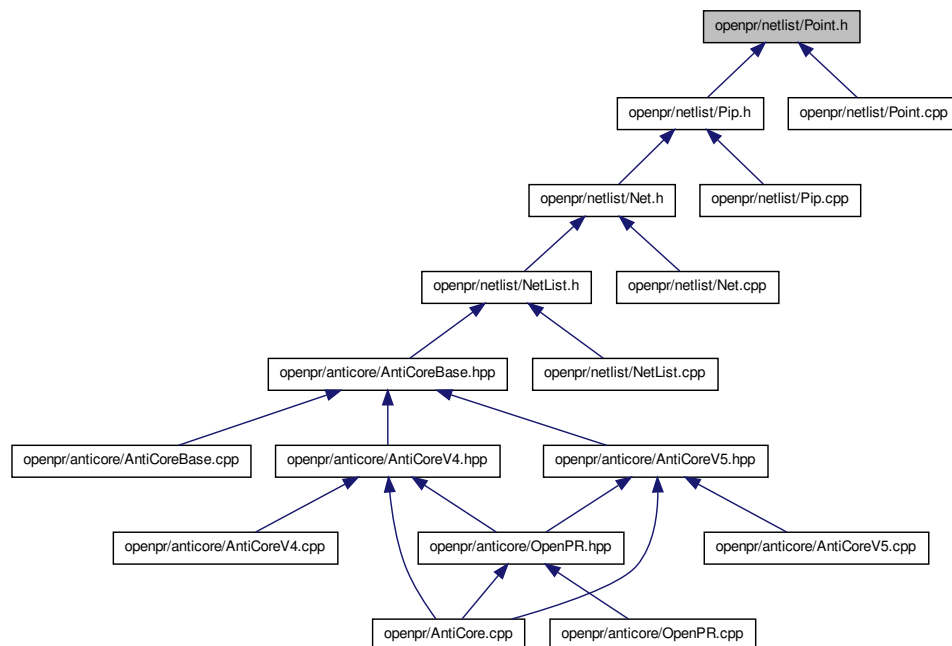 openpr/netlist/Point.h
openpr/netlist/Pip.h
openpr/netlist/Point.cpp
openpr/netlist/Net.h
openpr/netlist/Pip.cpp
openpr/netlist/NetList.h
openpr/netlist/Net.cpp
openpr/anticore/AntiCoreBase.hpp
openpr/netlist/NetList.cpp
openpr/anticore/AntiCoreBase.cpp
openpr/anticore/AntiCoreV4.hpp
openpr/anticore/AntiCoreV5.hpp
openpr/anticore/AntiCoreV4.cpp
openpr/anticore/OpenPR.hpp
openpr/anticore/AntiCoreV5.cpp
openpr/AntiCore.cpp
openpr/anticore/OpenPR.cpp